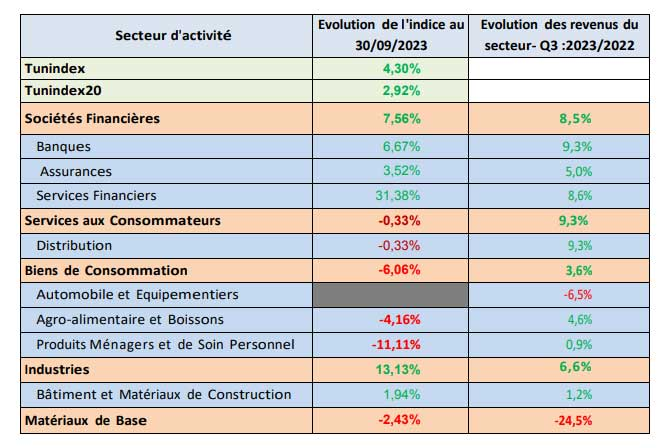 Secteur d'activité Evolution de l'indice au 30/09/2023 Evolution des revenus du secteur- Q3 :2023/2022
Tunindex 4,30%
Tunindex20 2,92%
Sociétés Financières 7,56% 8,5%
Banques 6,67% 9,3%
Assurances 3,52% 5,0%
Services Financiers 31,38% 8,6%
Services aux Consommateurs -0,33% 9,3%
Distribution -0,33% 9,3%
Biens de Consommation -6,06% 3,6%
Automobile et Equipementiers -6,5%
Agro-alimentaire et Boissons -4,16% 4,6%
Produits Ménagers et de Soin Personnel -11,11% 0,9%
Industries 13,13% 6,6%
Bâtiment et Matériaux de Construction 1,94% 1,2%
Matériaux de Base -2,43% -24,5%